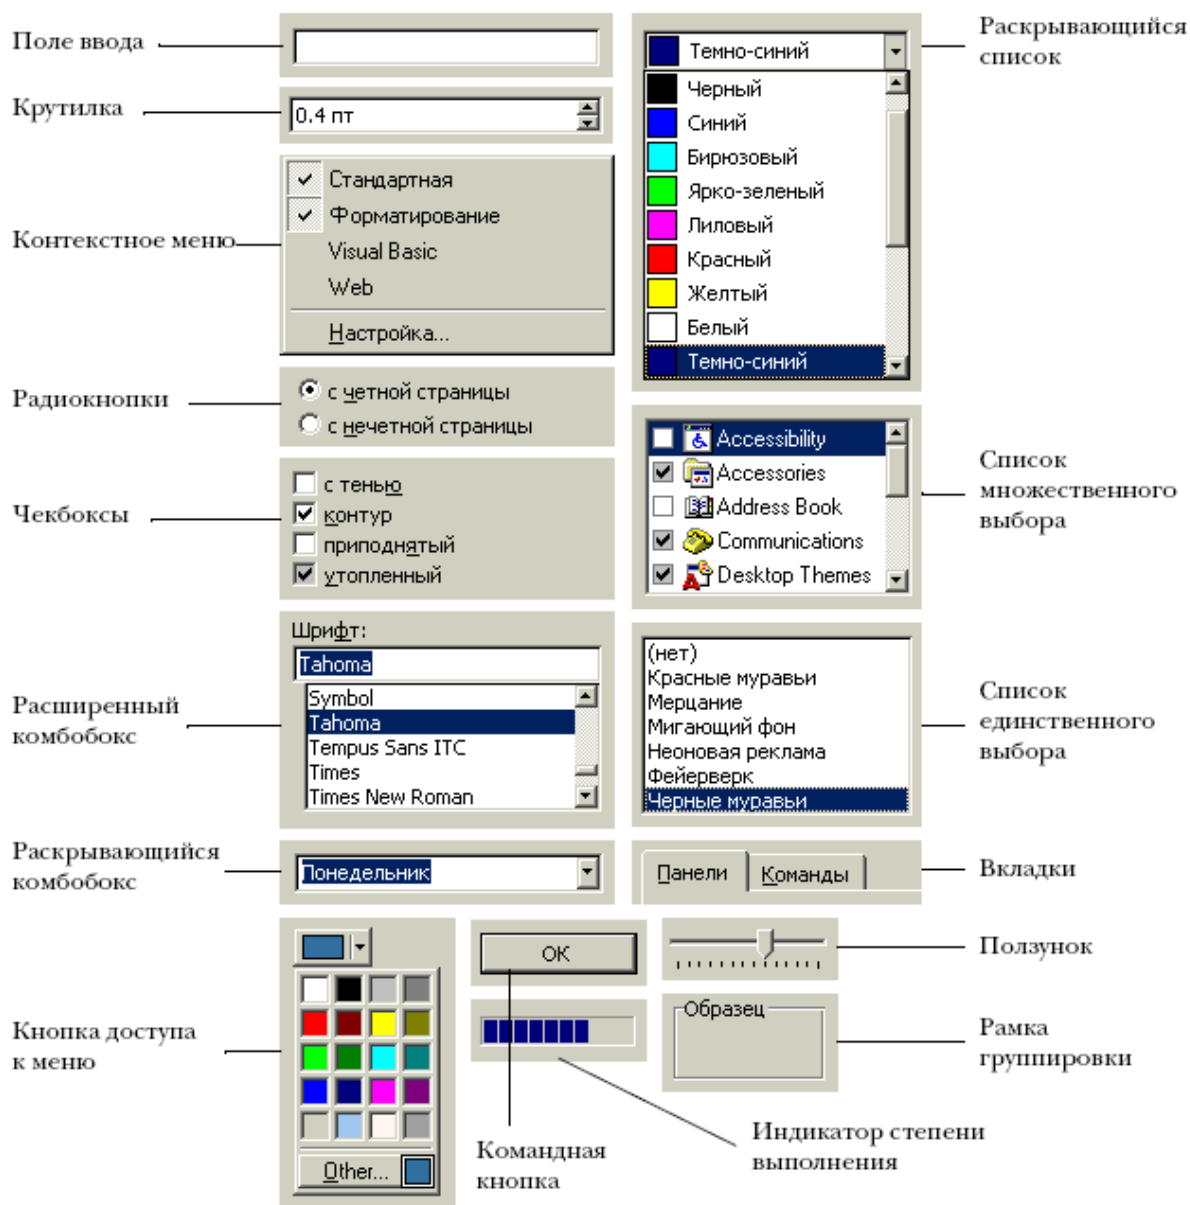 Поле ввода
Крутилка
0.4 пт
Контекстное меню
Стандартная
Форматирование
Visual Basic
Web
Настройка...
Радиокнопки
с четной страницы
с нечетной страницы
Чекбоксы
с тенью
контур
приподнятый
утопленный
Расширенный
комбобокс
Шрифт:
Tahoma
Symbol
Tahoma
Tempus Sans ITC
Times
Times New Roman
Раскрывающийся
комбобокс
Понедельник
Раскрывающийся
список
Темно-синий
Черный
Синий
Бирюзовый
Ярко-зеленый
Лиловый
Красный
Желтый
Белый
Темно-синий
Список
множественного
выбора
Accessibility
Accessories
Address Book
Communications
Desktop Themes
Список
единственного
выбора
(нет)
Красные муравьи
Мерцание
Мигающий фон
Неоновая реклама
Фейерверк
Черные муравьи
Панели
Команды
Вкладки
Кнопка доступа
к меню
Other...
OK
Командная
кнопка
Индикатор степени
выполнения
Ползунок
Образец
Рамка
группировки